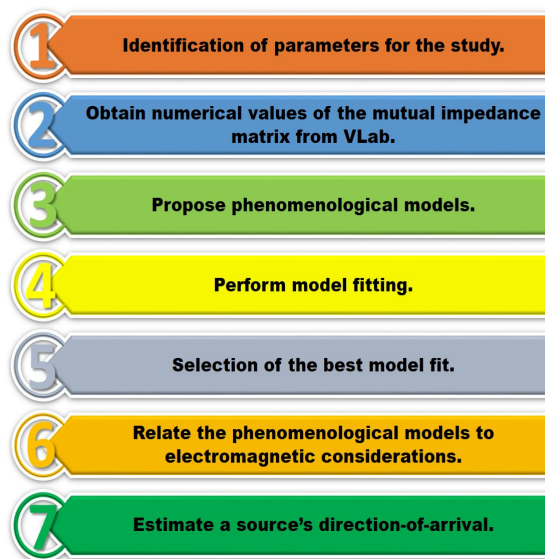 1
Identification of parameters for the study.
2
Obtain numerical values of the mutual impedance
matrix from VLab.
3
Propose phenomenological models.
4
Perform model fitting.
5
Selection of the best model fit.
6
Relate the phenomenological models to
electromagnetic considerations.
7
Estimate a source's direction-of-arrival.